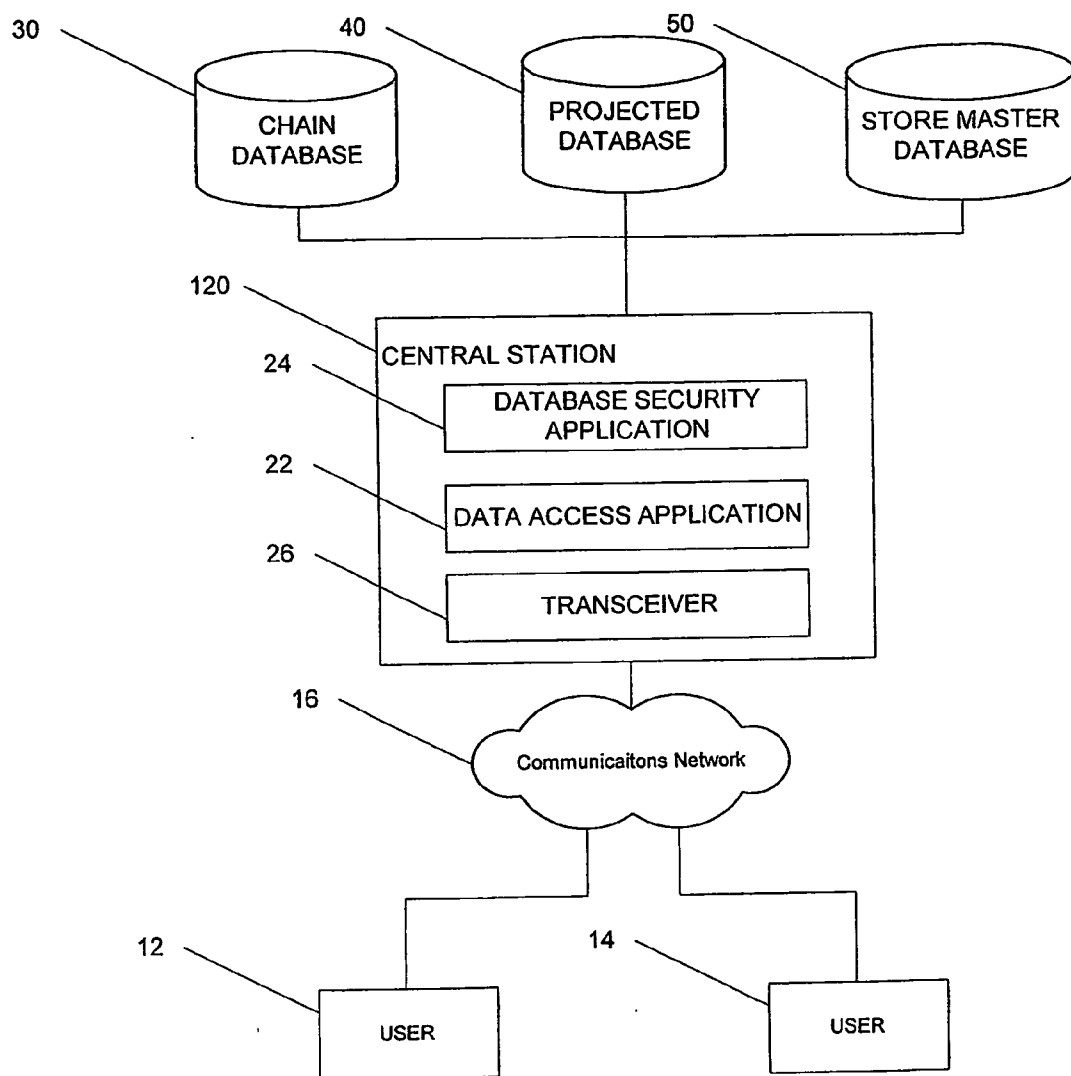 30
40
50
CHAIN
DATABASE
PROJECTED
DATABASE
STORE MASTER
DATABASE
120
CENTRAL STATION
24
DATABASE SECURITY
APPLICATION
22
DATA ACCESS APPLICATION
26
TRANSCEIVER
16
Communicaitons Network
12
USER
14
USER